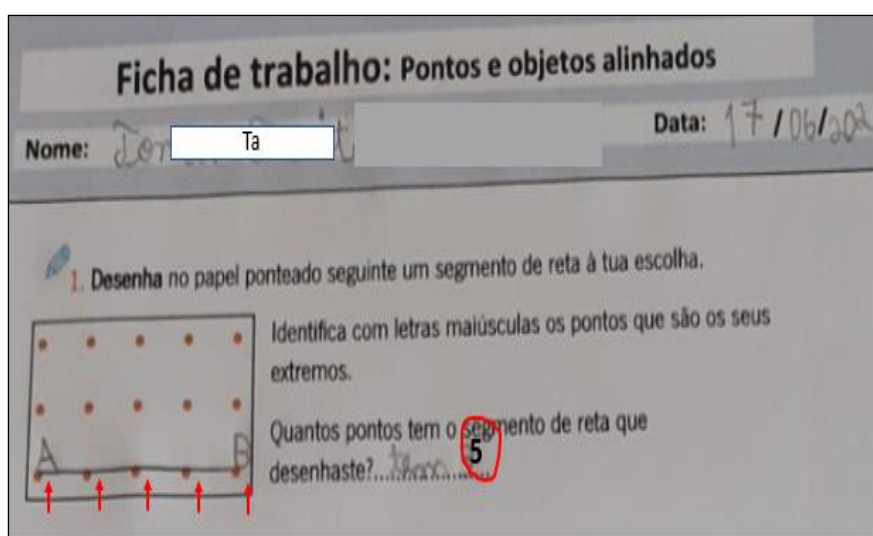 Ficha de trabalho: Pontos e objetos alinhados
Nome: Ta Data: 17/06/202
1. Desenha no papel ponteado seguinte um segmento de reta à tua escolha.
Identifica com letras maiúsculas os pontos que são os seus
extremos.
Quantos pontos tem o segmento de reta que
desenhaste?... tem 5
A B